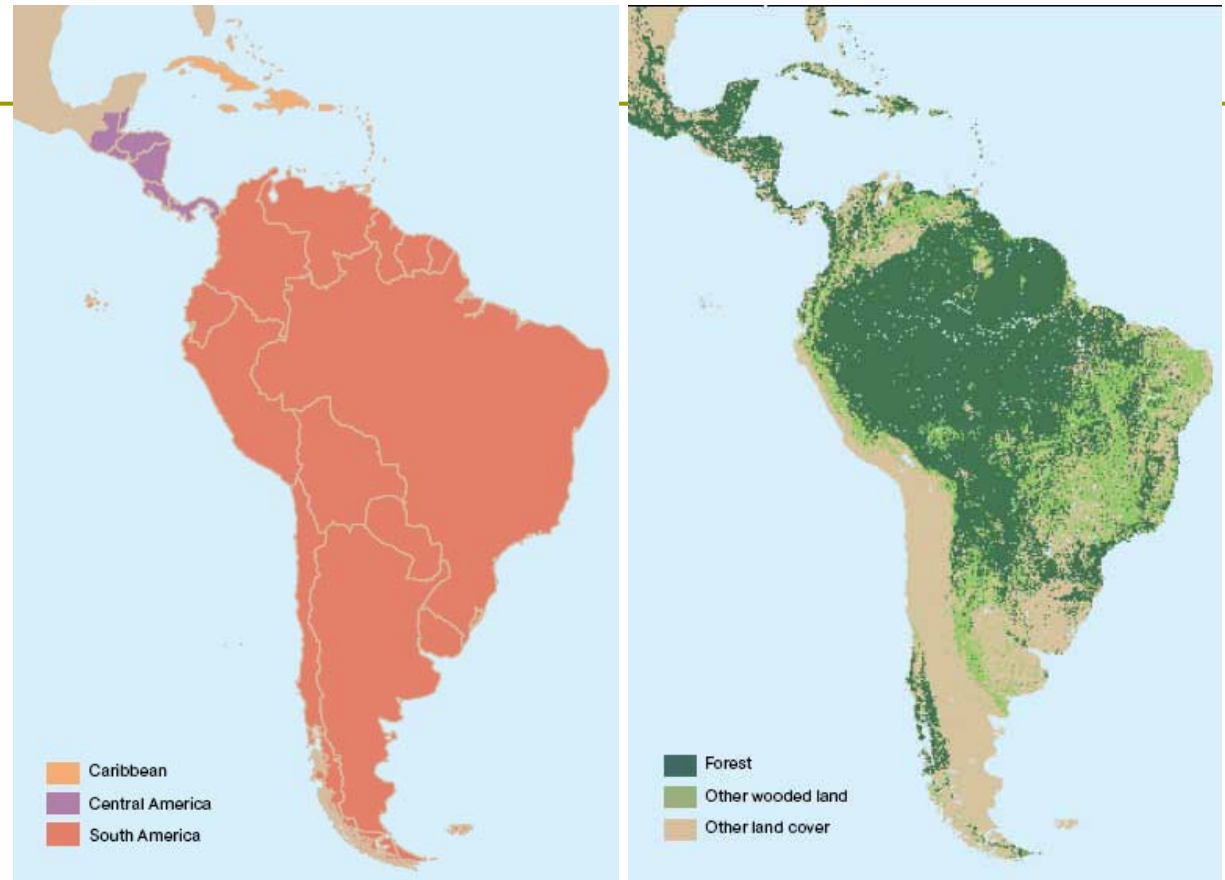 Caribbean
Central America
South America
Forest
Other wooded land
Other land cover